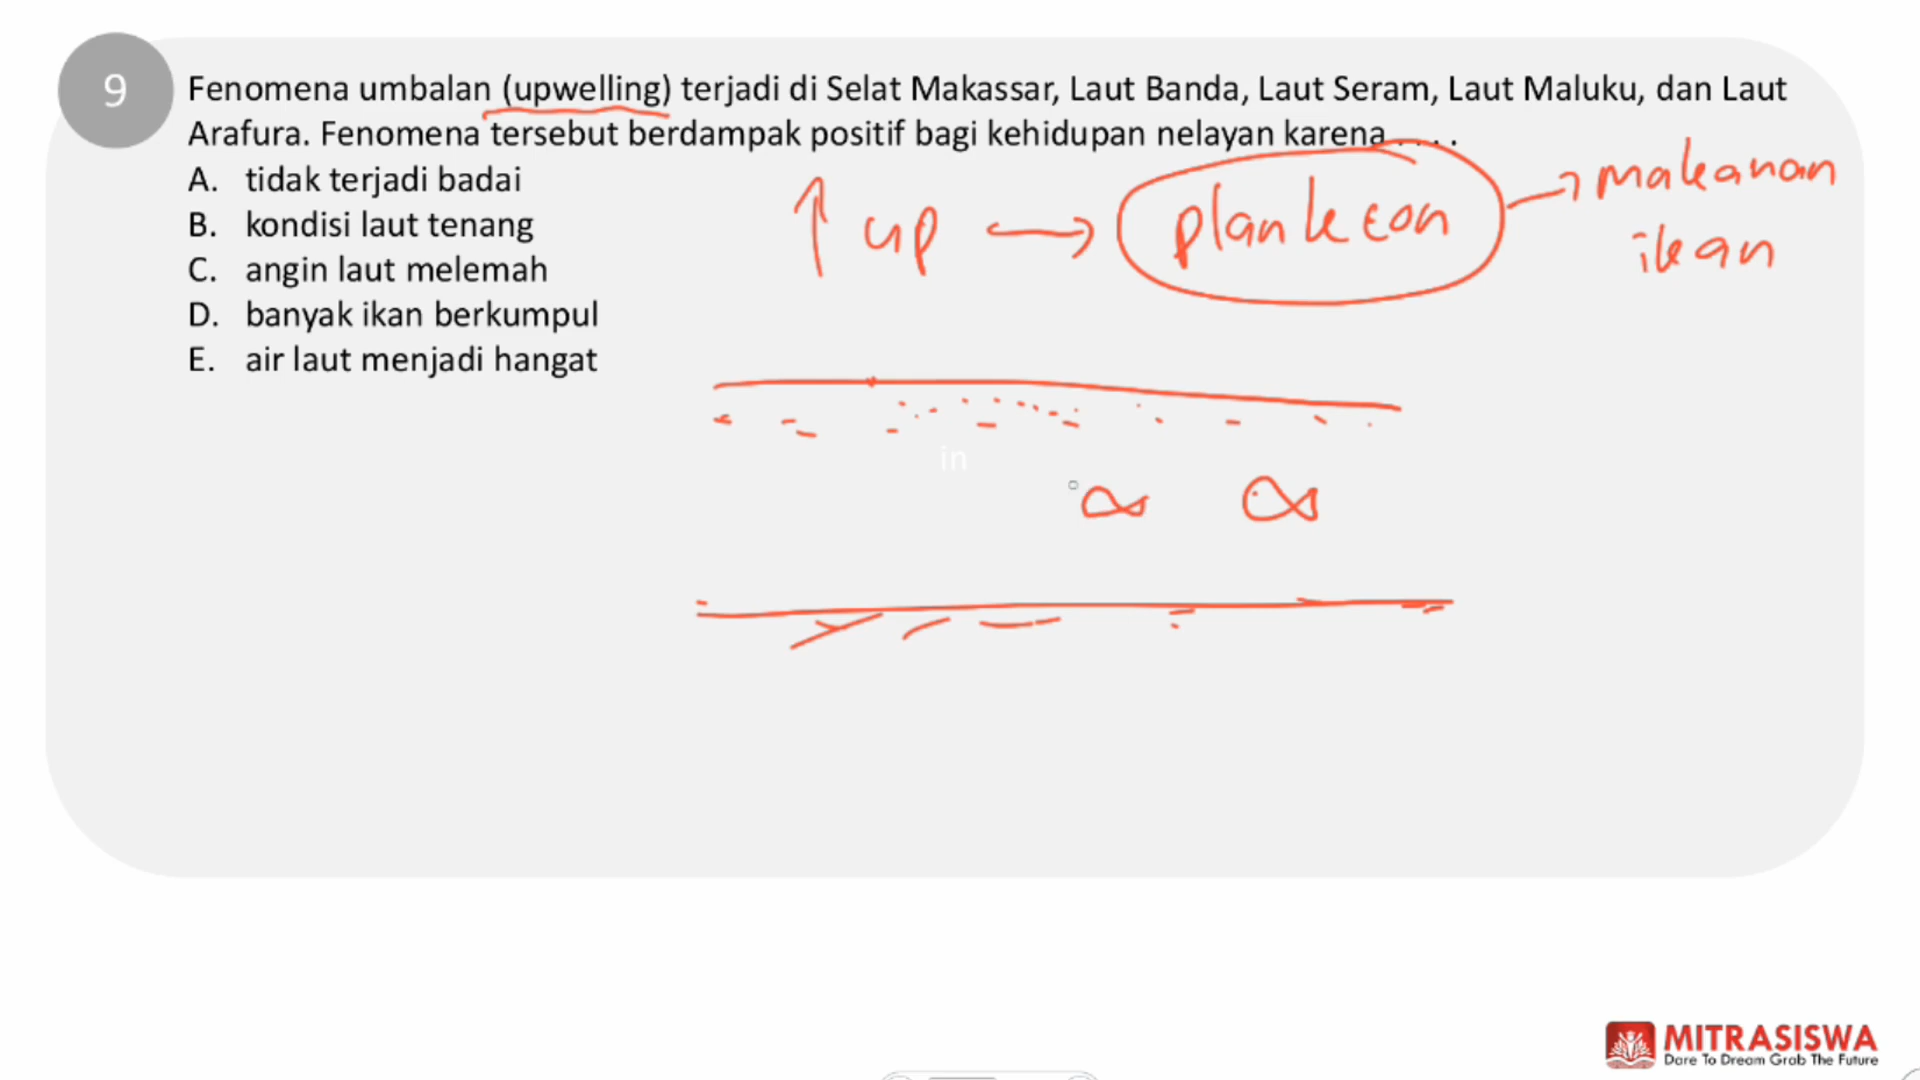 9
Fenomena umbalan (upwelling) terjadi di Selat Makassar, Laut Banda, Laut Seram, Laut Maluku, dan Laut
Arafura. Fenomena tersebut berdampak positif bagi kehidupan nelayan karena . . . .
A. tidak terjadi badai
B. kondisi laut tenang
C. angin laut melemah
D. banyak ikan berkumpul
E. air laut menjadi hangat
up
plankton
makanan
ikan
in
MITRASISWA
Dare To Dream Grab The Future